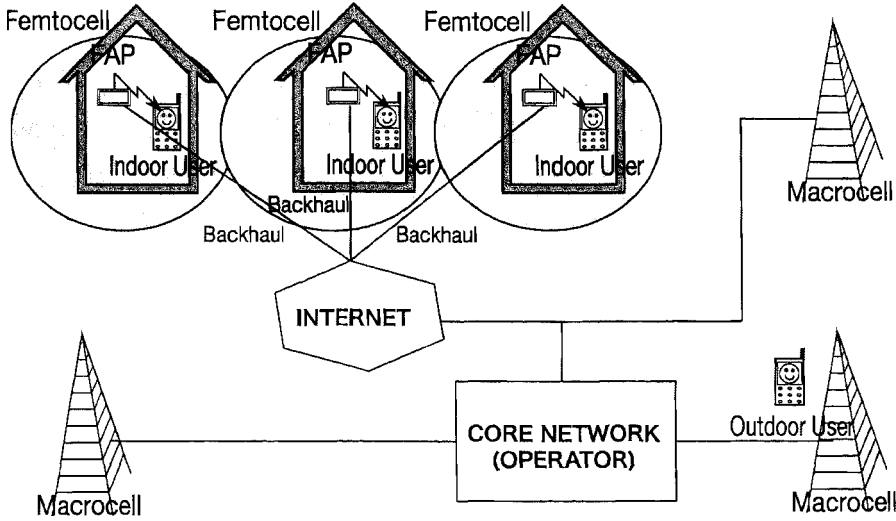 Femtocell
Femtocell
Femtocell
FAP
FAP
FAP
Indoor User
Indoor User
Indoor User
Macrocell
Backhaul
Backhaul
Backhaul
INTERNET
CORE NETWORK
(OPERATOR)
Outdoor User
Macrocell
Macrocell